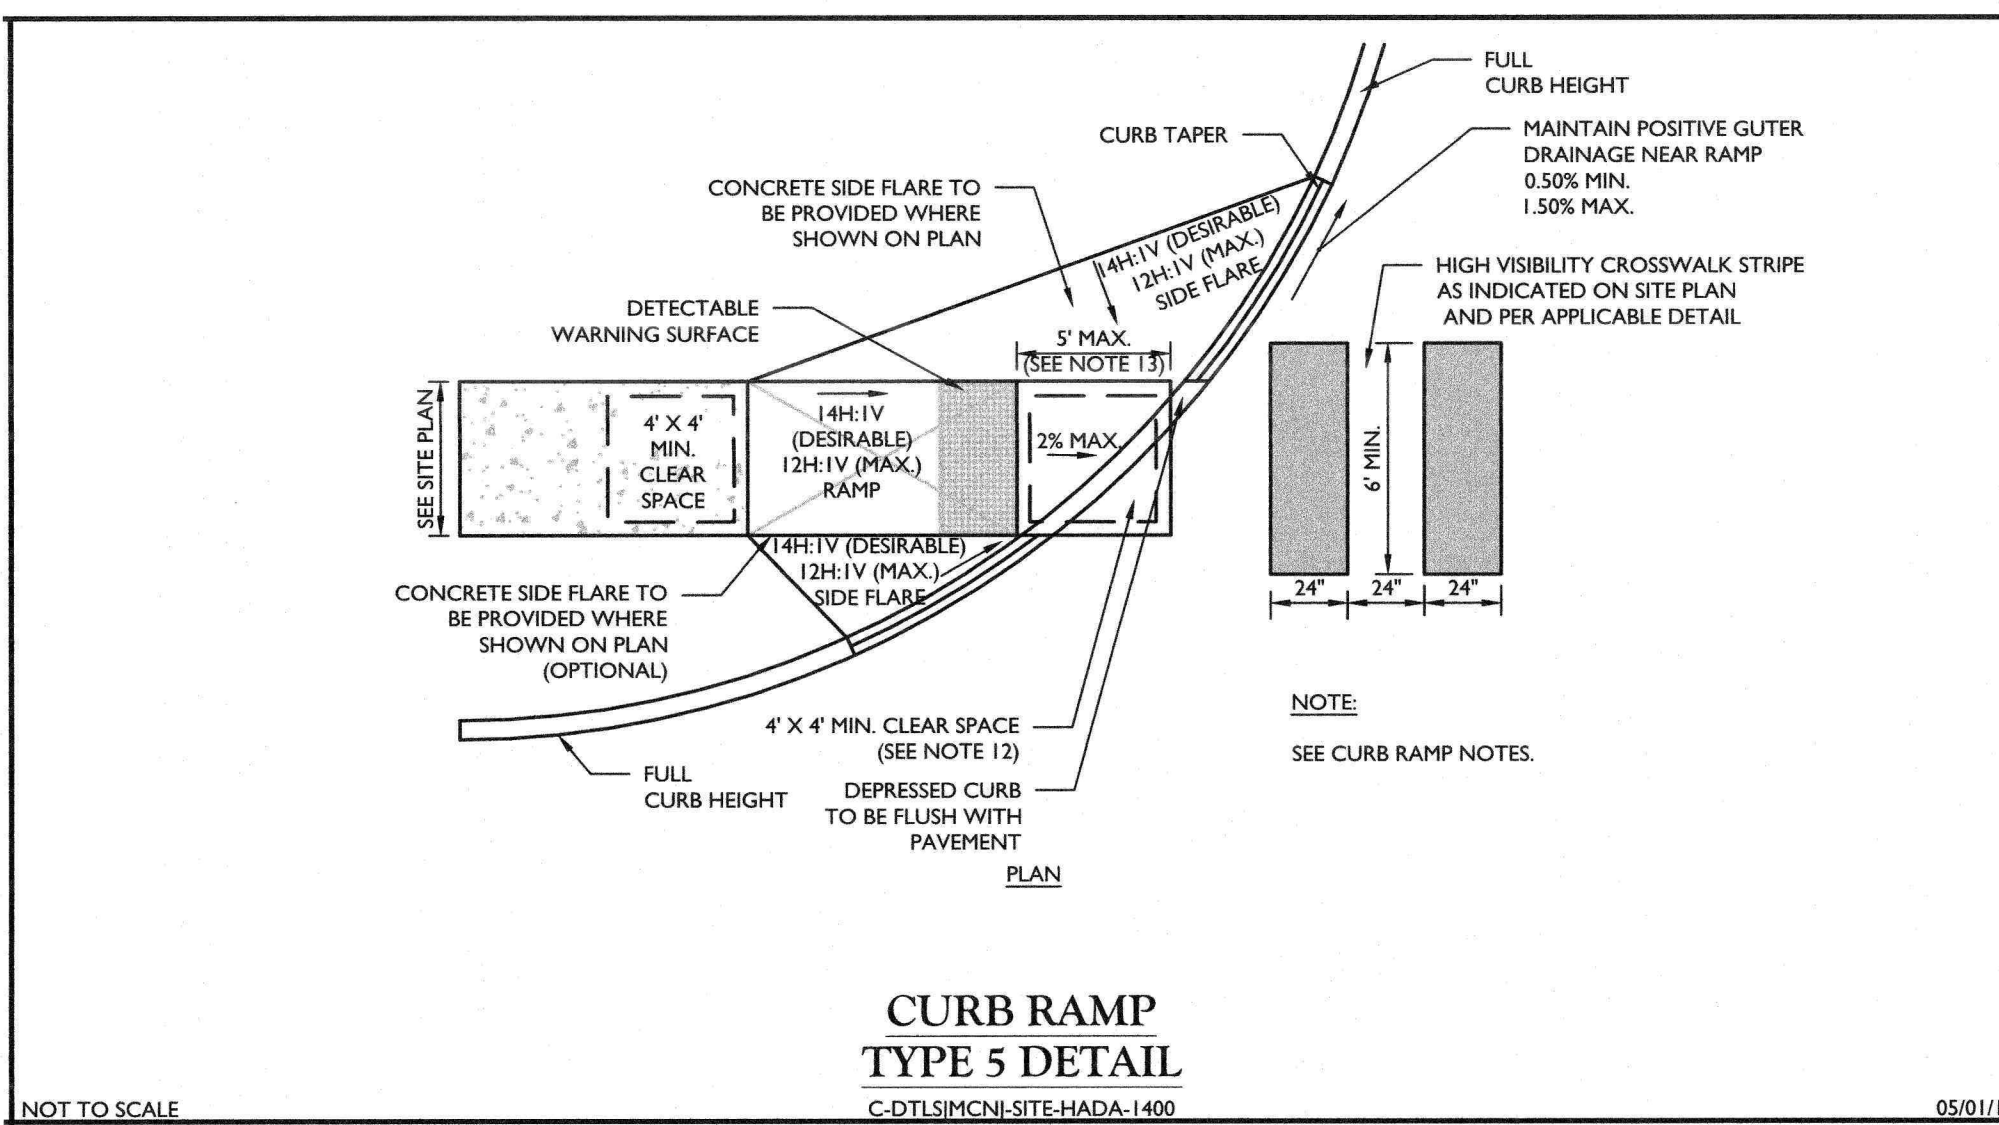 FULL
CURB HEIGHT
CURB TAPER
MAINTAIN POSITIVE GUTER
DRAINAGE NEAR RAMP
0.50% MIN.
1.50% MAX.
CONCRETE SIDE FLARE TO
BE PROVIDED WHERE
SHOWN ON PLAN
14H:1V (DESIRABLE)
12H:1V (MAX.)
SIDE FLARE
HIGH VISIBILITY CROSSWALK STRIPE
AS INDICATED ON SITE PLAN
AND PER APPLICABLE DETAIL
DETECTABLE
WARNING SURFACE
5' MAX.
(SEE NOTE 13)
SEE SITE PLAN
4' X 4'
MIN.
CLEAR
SPACE
14H:1V
(DESIRABLE)
12H:1V (MAX.)
RAMP
2% MAX.
6' MIN.
14H:1V (DESIRABLE)
12H:1V (MAX.)
SIDE FLARE
24"
24"
24"
CONCRETE SIDE FLARE TO
BE PROVIDED WHERE
SHOWN ON PLAN
(OPTIONAL)
4' X 4' MIN. CLEAR SPACE
(SEE NOTE 12)
NOTE:
SEE CURB RAMP NOTES.
FULL
CURB HEIGHT
DEPRESSED CURB
TO BE FLUSH WITH
PAVEMENT
PLAN
CURB RAMP
TYPE 5 DETAIL
NOT TO SCALE
C-DTLS|MCN|-SITE-HADA-1400
05/01/